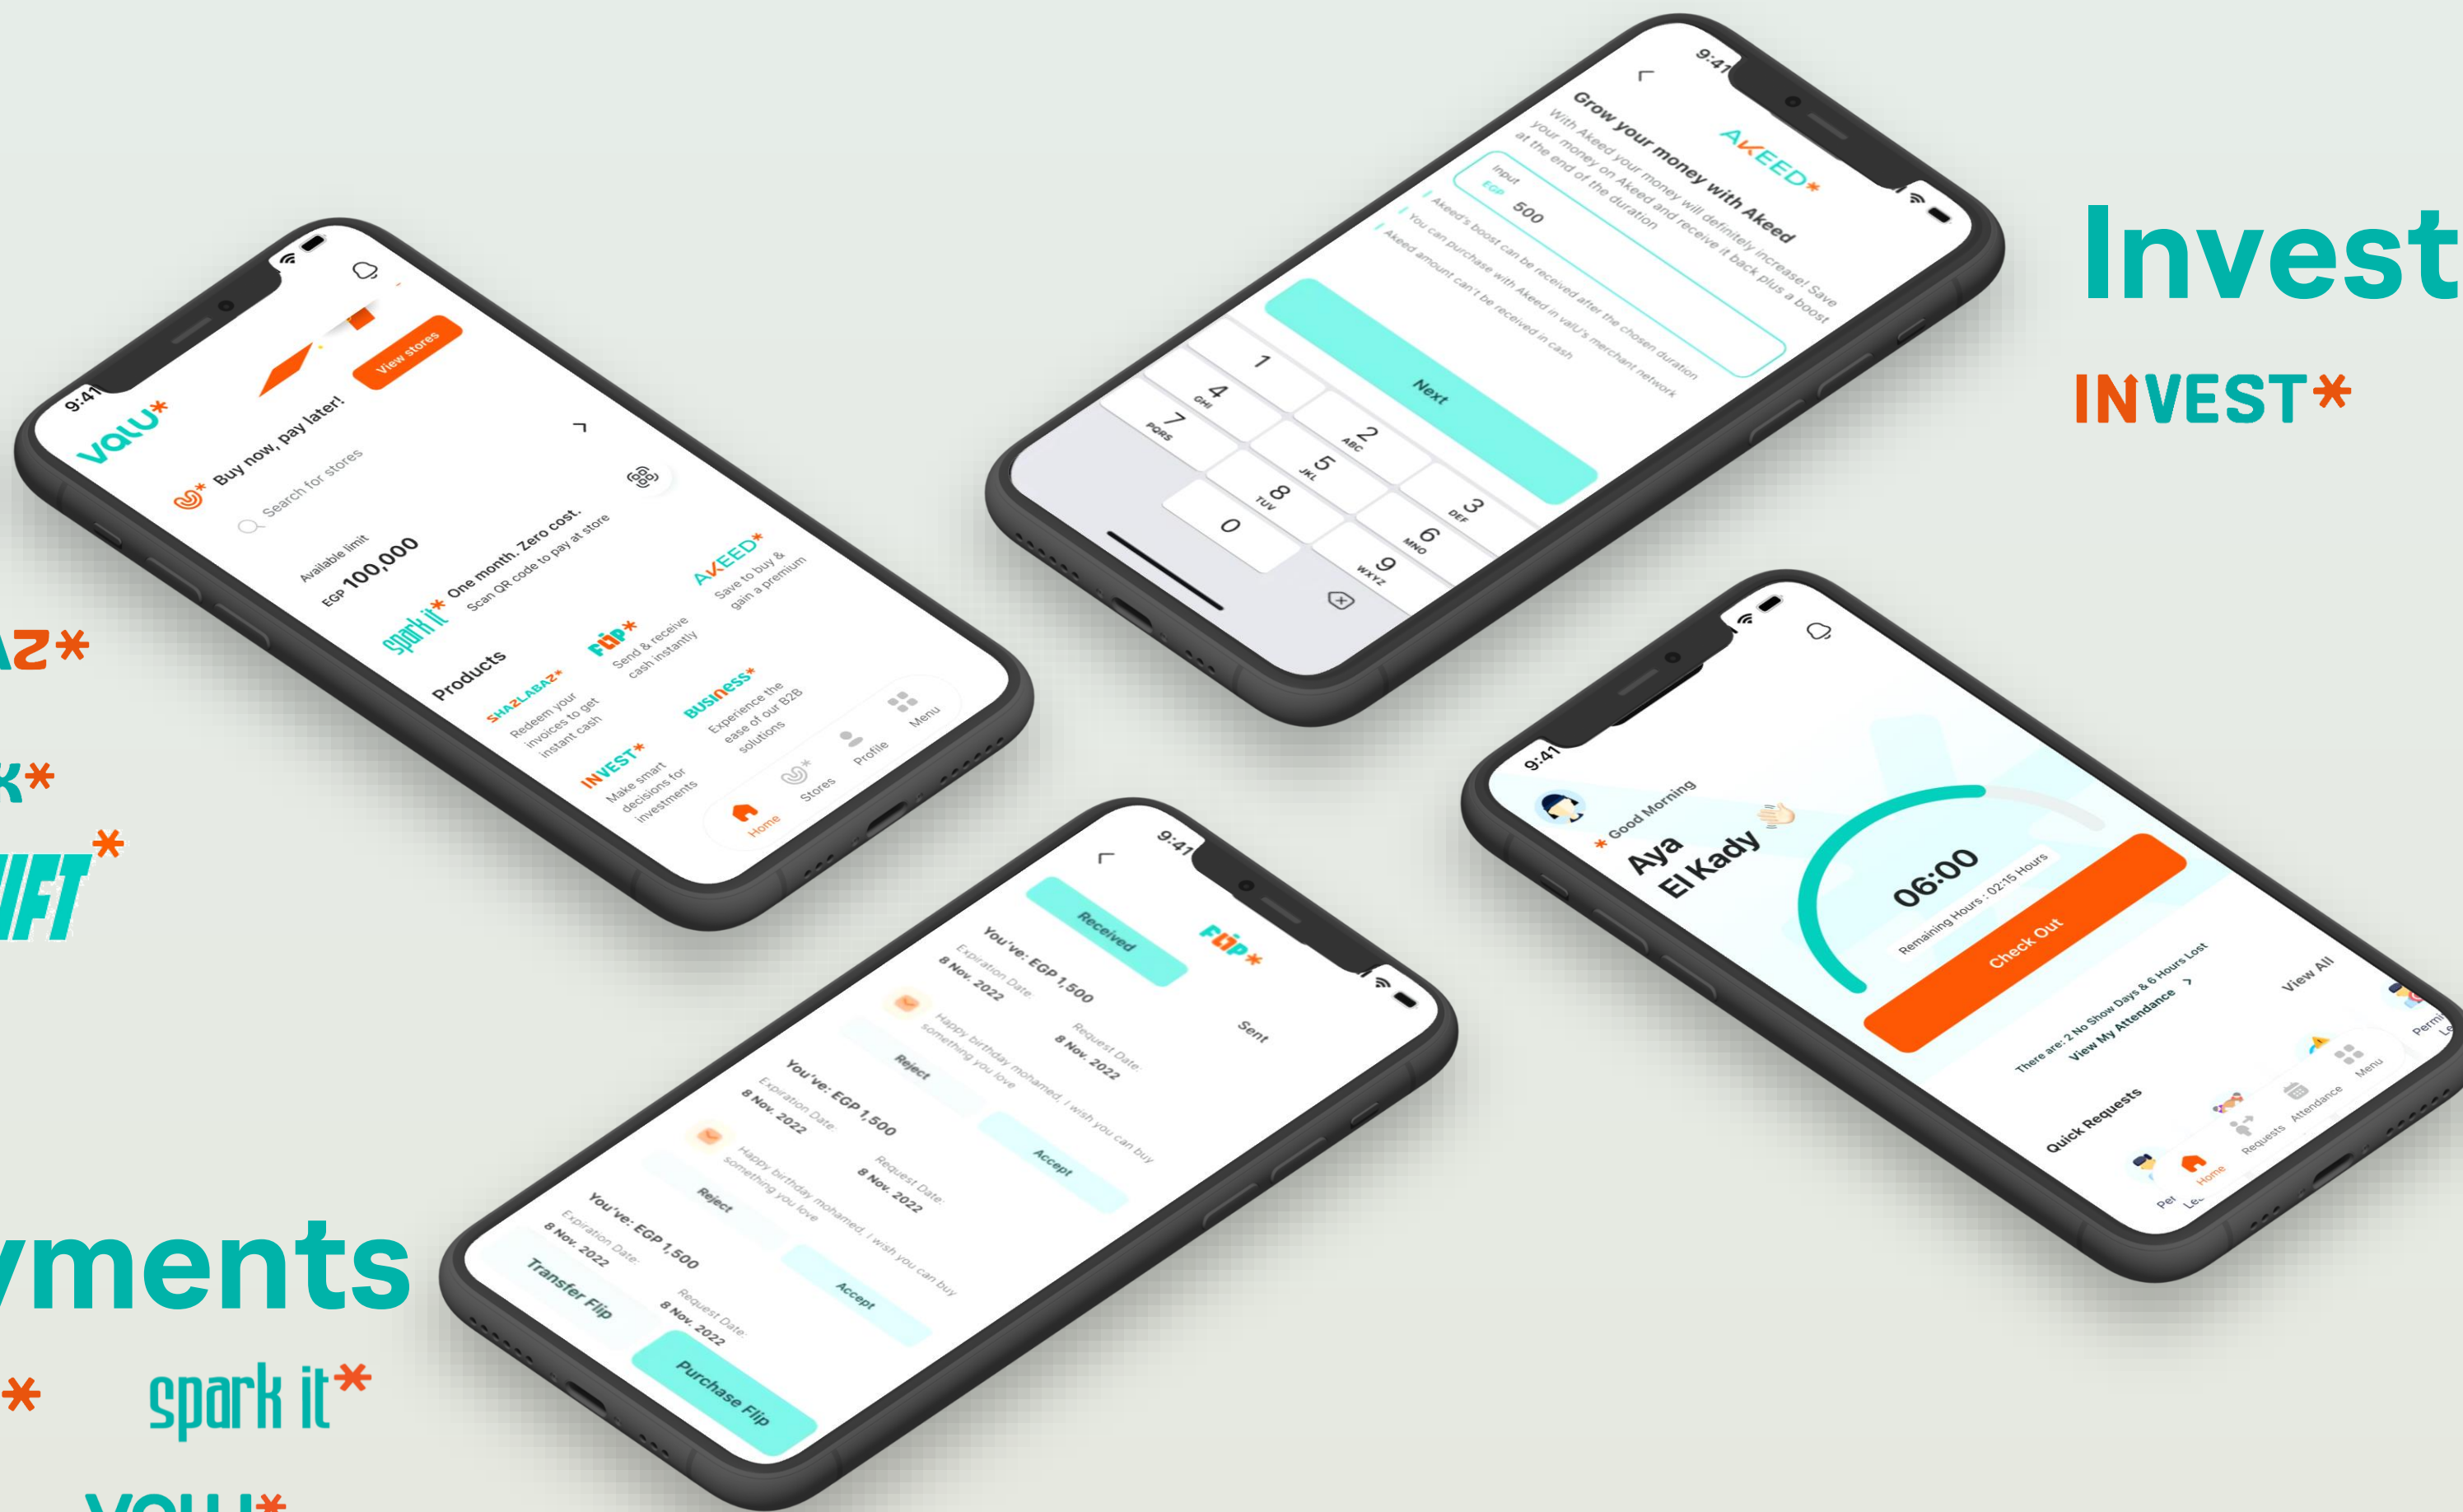 9:41
valU*
Buy now, pay later!
View stores
Search for stores
Available limit
EGP 100,000
spark it*
One month. Zero cost.
Scan QR code to pay at store
Products
SHAZLABAZ*
Redeem your
invoices to get
instant cash
FLIP*
Send & receive
cash instantly
AKEED*
Save to buy &
gain a premium
INVEST*
Make smart
decisions for
investments
BUSINESS*
Experience the
ease of our B2B
solutions
Home
Stores
Profile
Menu
9:41
AKEED*
Grow your money with Akeed
With Akeed your money will definitely increase! Save
your money on Akeed and receive it back plus a boost
at the end of the duration
Input
EGP 500
Akeed's boost can be received after the chosen duration
You can purchase with Akeed in valU's merchant network
Akeed amount can't be received in cash
Next
1
2
ABC
3
DEF
4
GHI
5
JKL
6
MNO
7
PQRS
8
TUV
9
WXYZ
0
Invest
INVEST*
AZ*
K*
IFT*
yments
*
spark it*
valU*
9:41
FLIP*
Received
Sent
You've: EGP 1,500
Expiration Date:
8 Nov. 2022
Request Date:
8 Nov. 2022
Happy birthday mohamed, I wish you can buy
something you love
Reject
Accept
You've: EGP 1,500
Expiration Date:
8 Nov. 2022
Request Date:
8 Nov. 2022
Happy birthday mohamed, I wish you can buy
something you love
Reject
Accept
You've: EGP 1,500
Expiration Date:
8 Nov. 2022
Request Date:
8 Nov. 2022
Transfer Flip
Purchase Flip
9:41
* Good Morning
Aya
El Kady
06:00
Remaining Hours : 02:15 Hours
Check Out
There are: 2 No Show Days & 6 Hours Lost
View My Attendance
Quick Requests
View All
Home
Requests
Attendance
Menu